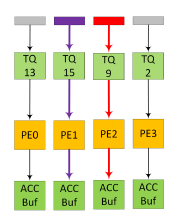 TQ TQ TQ TQ
13 15 9 2
PE0 PE1 PE2 PE3
ACC ACC ACC ACC
Buf Buf Buf Buf